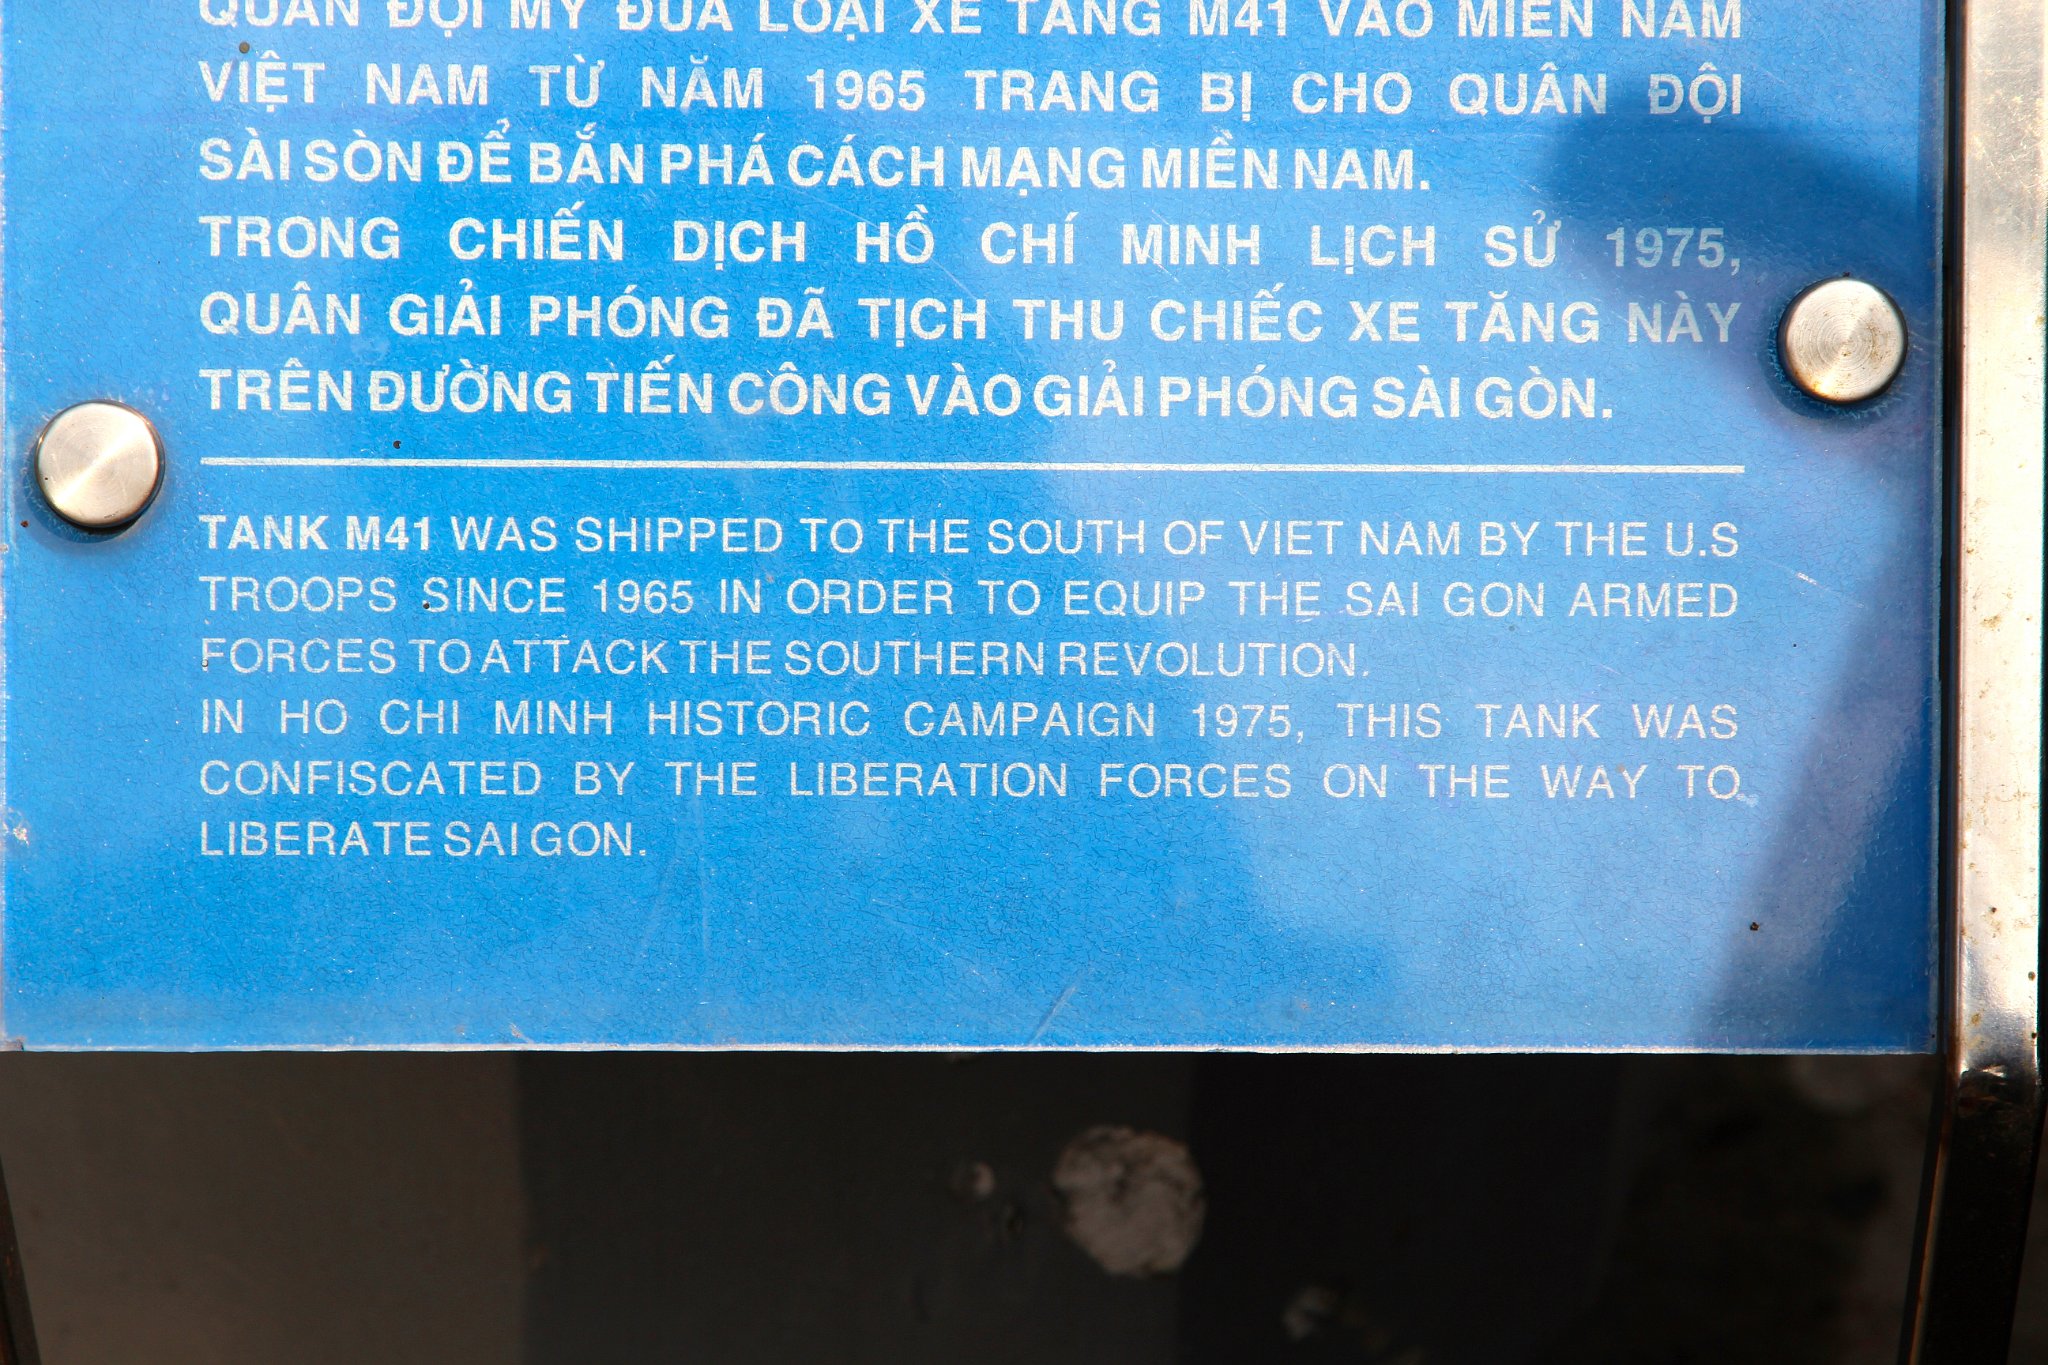 QUÂN ĐỘI MỸ ĐƯA LOẠI XE TĂNG M41 VÀO MIỀN NAM
VIỆT NAM TỪ NĂM 1965 TRANG BỊ CHO QUÂN ĐỘI
SÀI SÒN ĐỂ BẮN PHÁ CÁCH MẠNG MIỀN NAM.
TRONG CHIẾN DỊCH HỒ CHÍ MINH LỊCH SỬ 1975,
QUÂN GIẢI PHÓNG ĐÃ TỊCH THU CHIẾC XE TĂNG NÀY
TRÊN ĐƯỜNG TIẾN CÔNG VÀO GIẢI PHÓNG SÀI GÒN.
TANK M41 WAS SHIPPED TO THE SOUTH OF VIET NAM BY THE U.S
TROOPS SINCE 1965 IN ORDER TO EQUIP THE SAI GON ARMED
FORCES TO ATTACK THE SOUTHERN REVOLUTION.
IN HO CHI MINH HISTORIC CAMPAIGN 1975, THIS TANK WAS
CONFISCATED BY THE LIBERATION FORCES ON THE WAY TO
LIBERATE SAI GON.